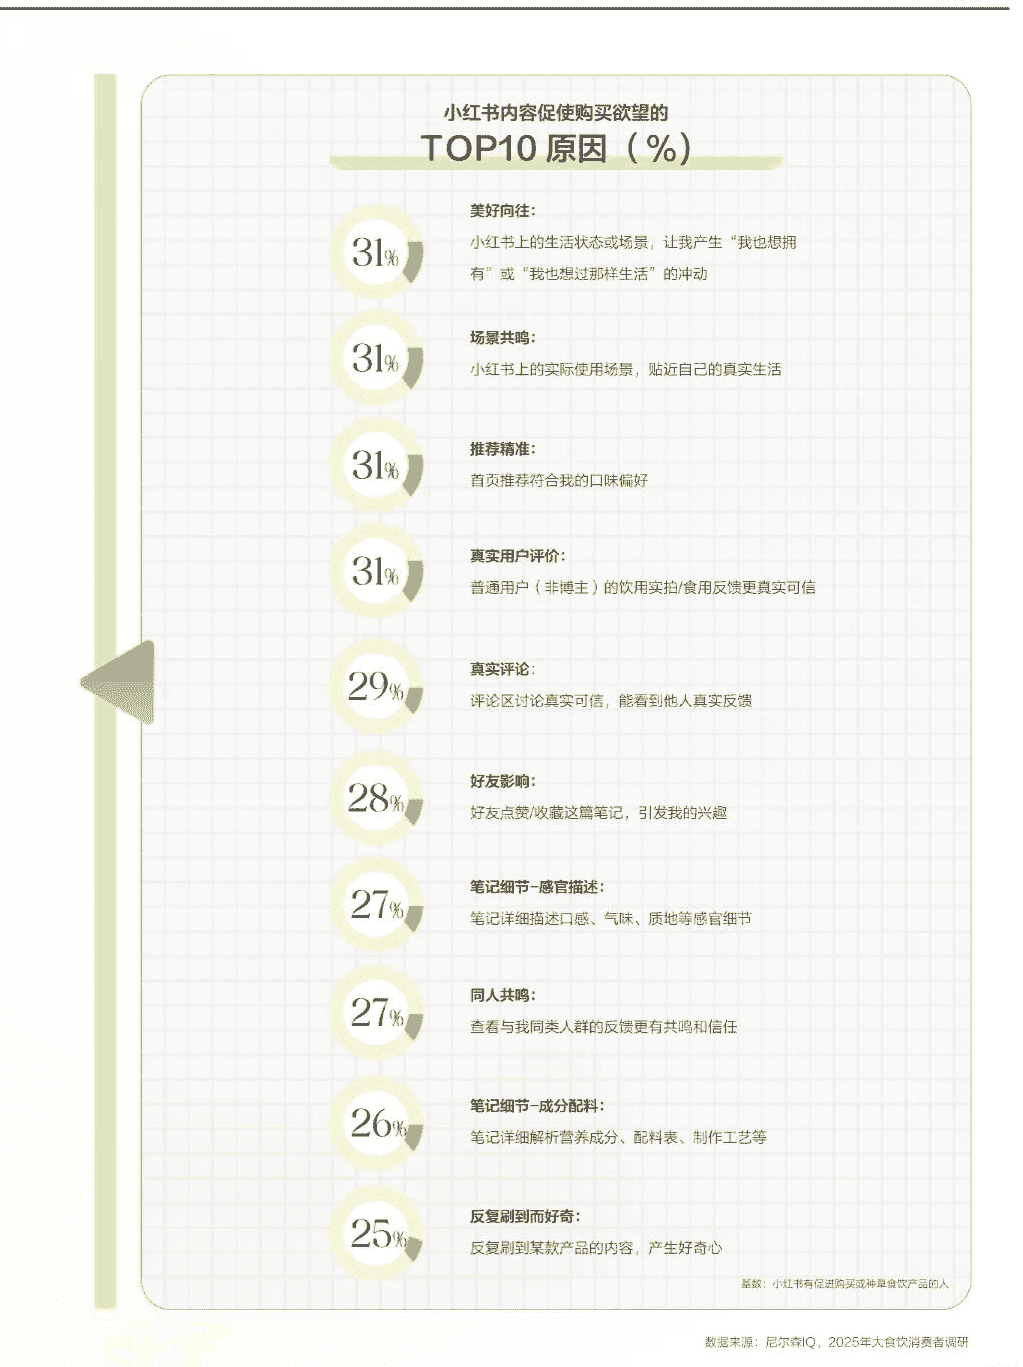 小红书内容促使购买欲望的
TOP10 原因（%）
31%
美好向往：
小红书上的生活状态或场景，让我产生“我也想拥
有”或“我也想过那样生活”的冲动
31%
场景共鸣：
小红书上的实际使用场景，贴近自己的真实生活
31%
推荐精准：
首页推荐符合我的口味偏好
31%
真实用户评价：
普通用户（非博主）的饮用实拍/食用反馈更真实可信
29%
真实评论：
评论区讨论真实可信，能看到他人真实反馈
28%
好友影响：
好友点赞/收藏这篇笔记，引发我的兴趣
27%
笔记细节-感官描述：
笔记详细描述口感、气味、质地等感官细节
27%
同人共鸣：
查看与我同类人群的反馈更有共鸣和信任
26%
笔记细节-成分配料：
笔记详细解析营养成分、配料表、制作工艺等
25%
反复刷到而好奇：
反复刷到某款产品的内容，产生好奇心
基数：小红书有促进购买或种草食饮产品的人
数据来源：尼尔森IQ，2025年大食饮消费者调研